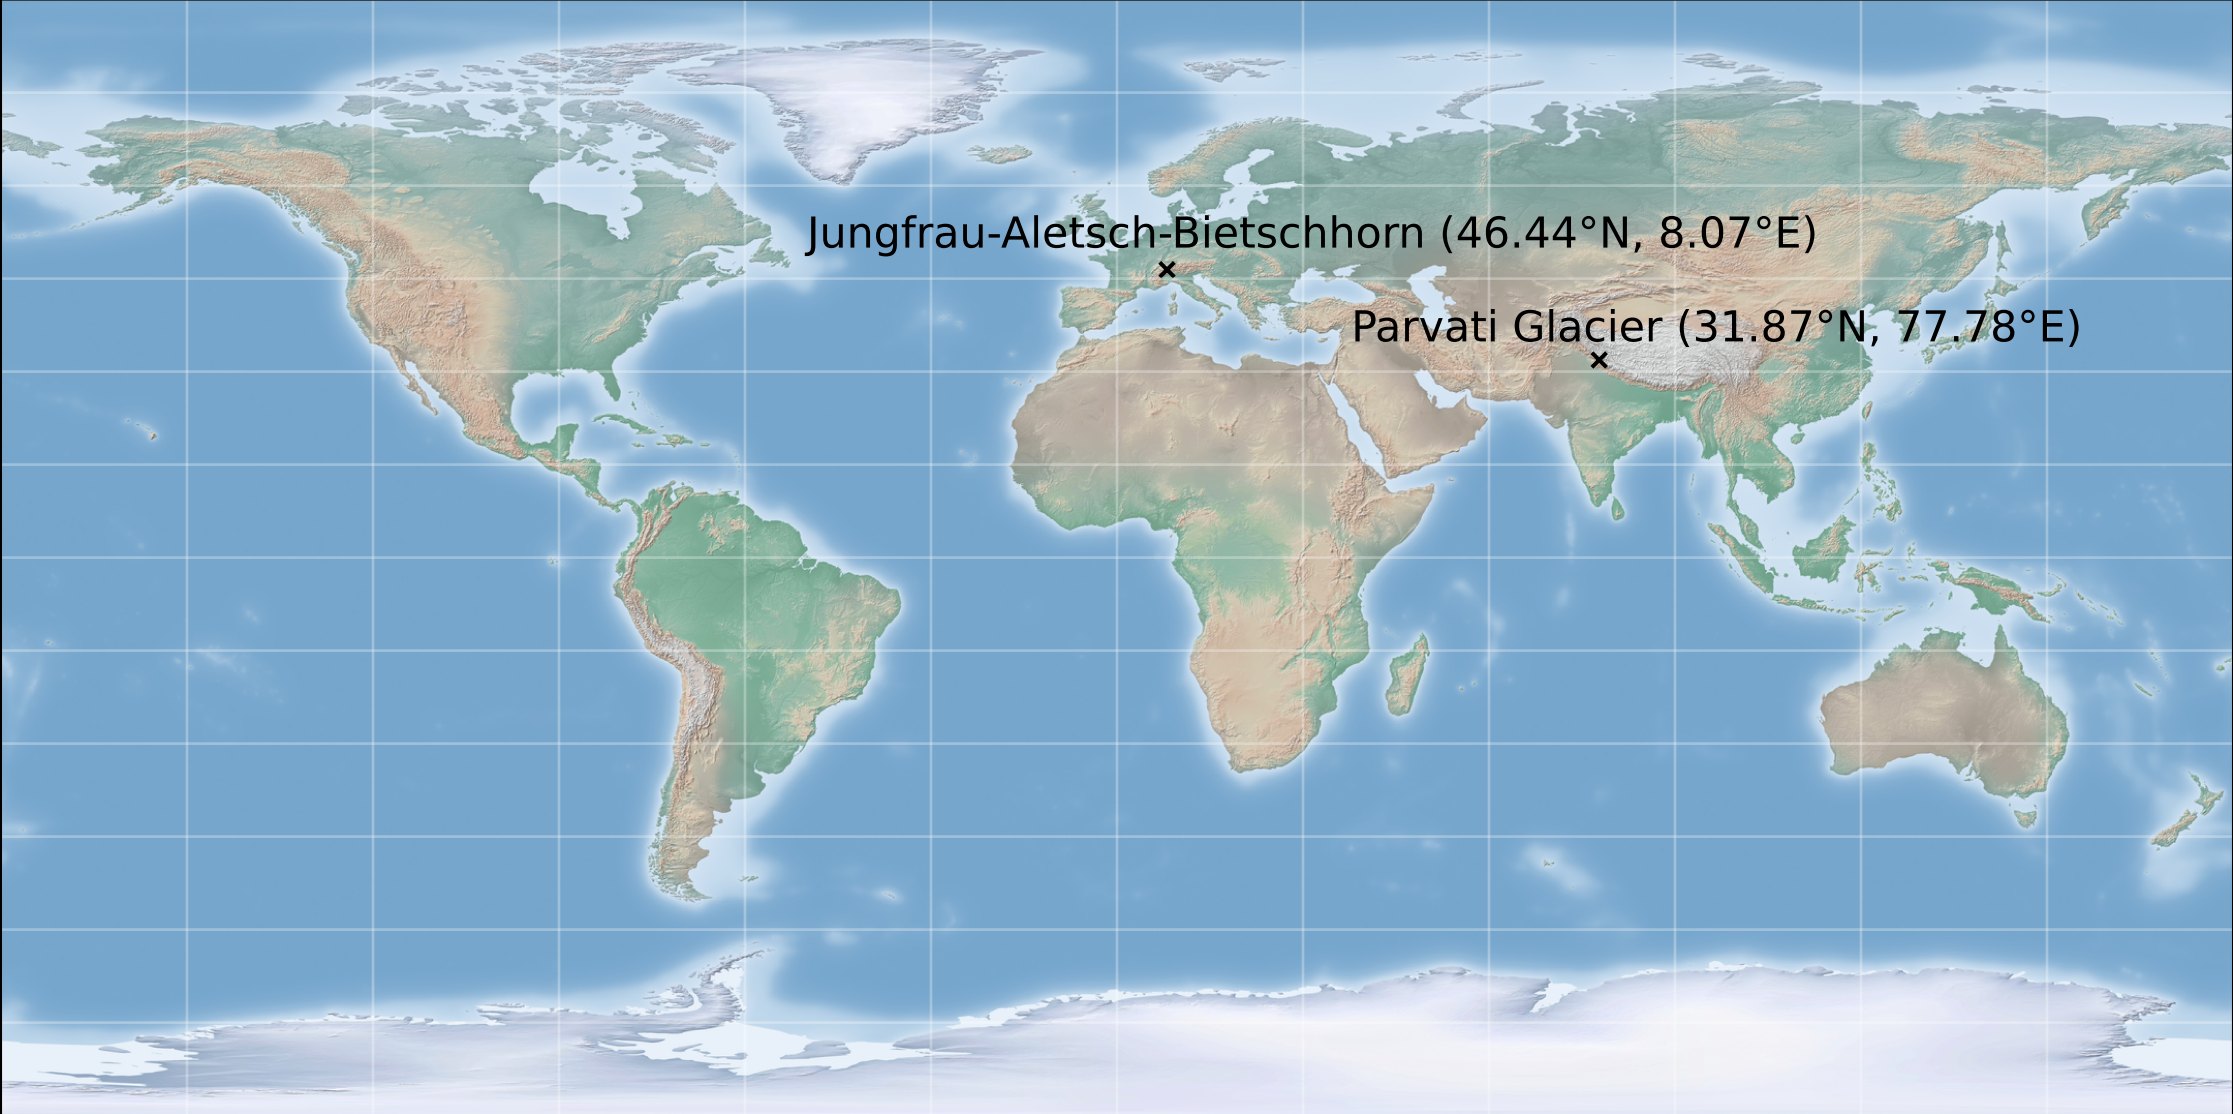 Jungfrau-Aletsch-Bietschhorn (46.44°N, 8.07°E)
Parvati Glacier (31.87°N, 77.78°E)